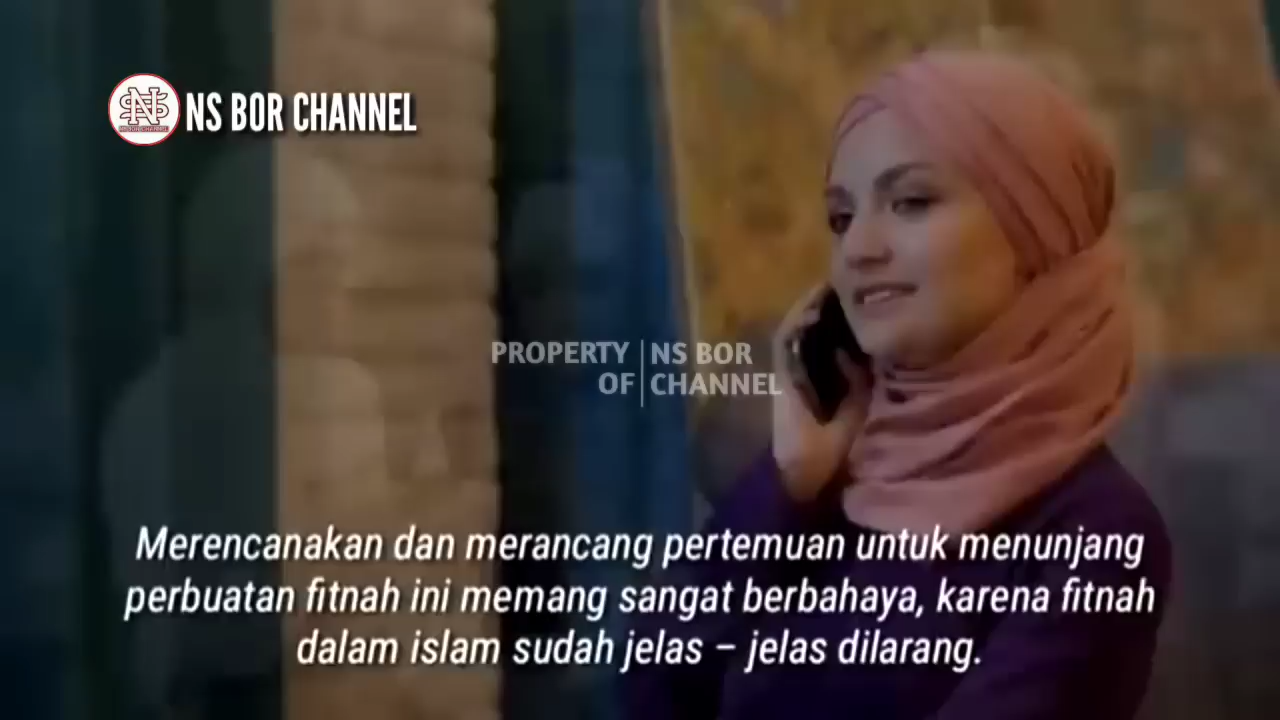 NS BOR CHANNEL
PROPERTY OF | NS BOR CHANNEL
Merencanakan dan merancang pertemuan untuk menunjang
perbuatan fitnah ini memang sangat berbahaya, karena fitnah
dalam islam sudah jelas – jelas dilarang.